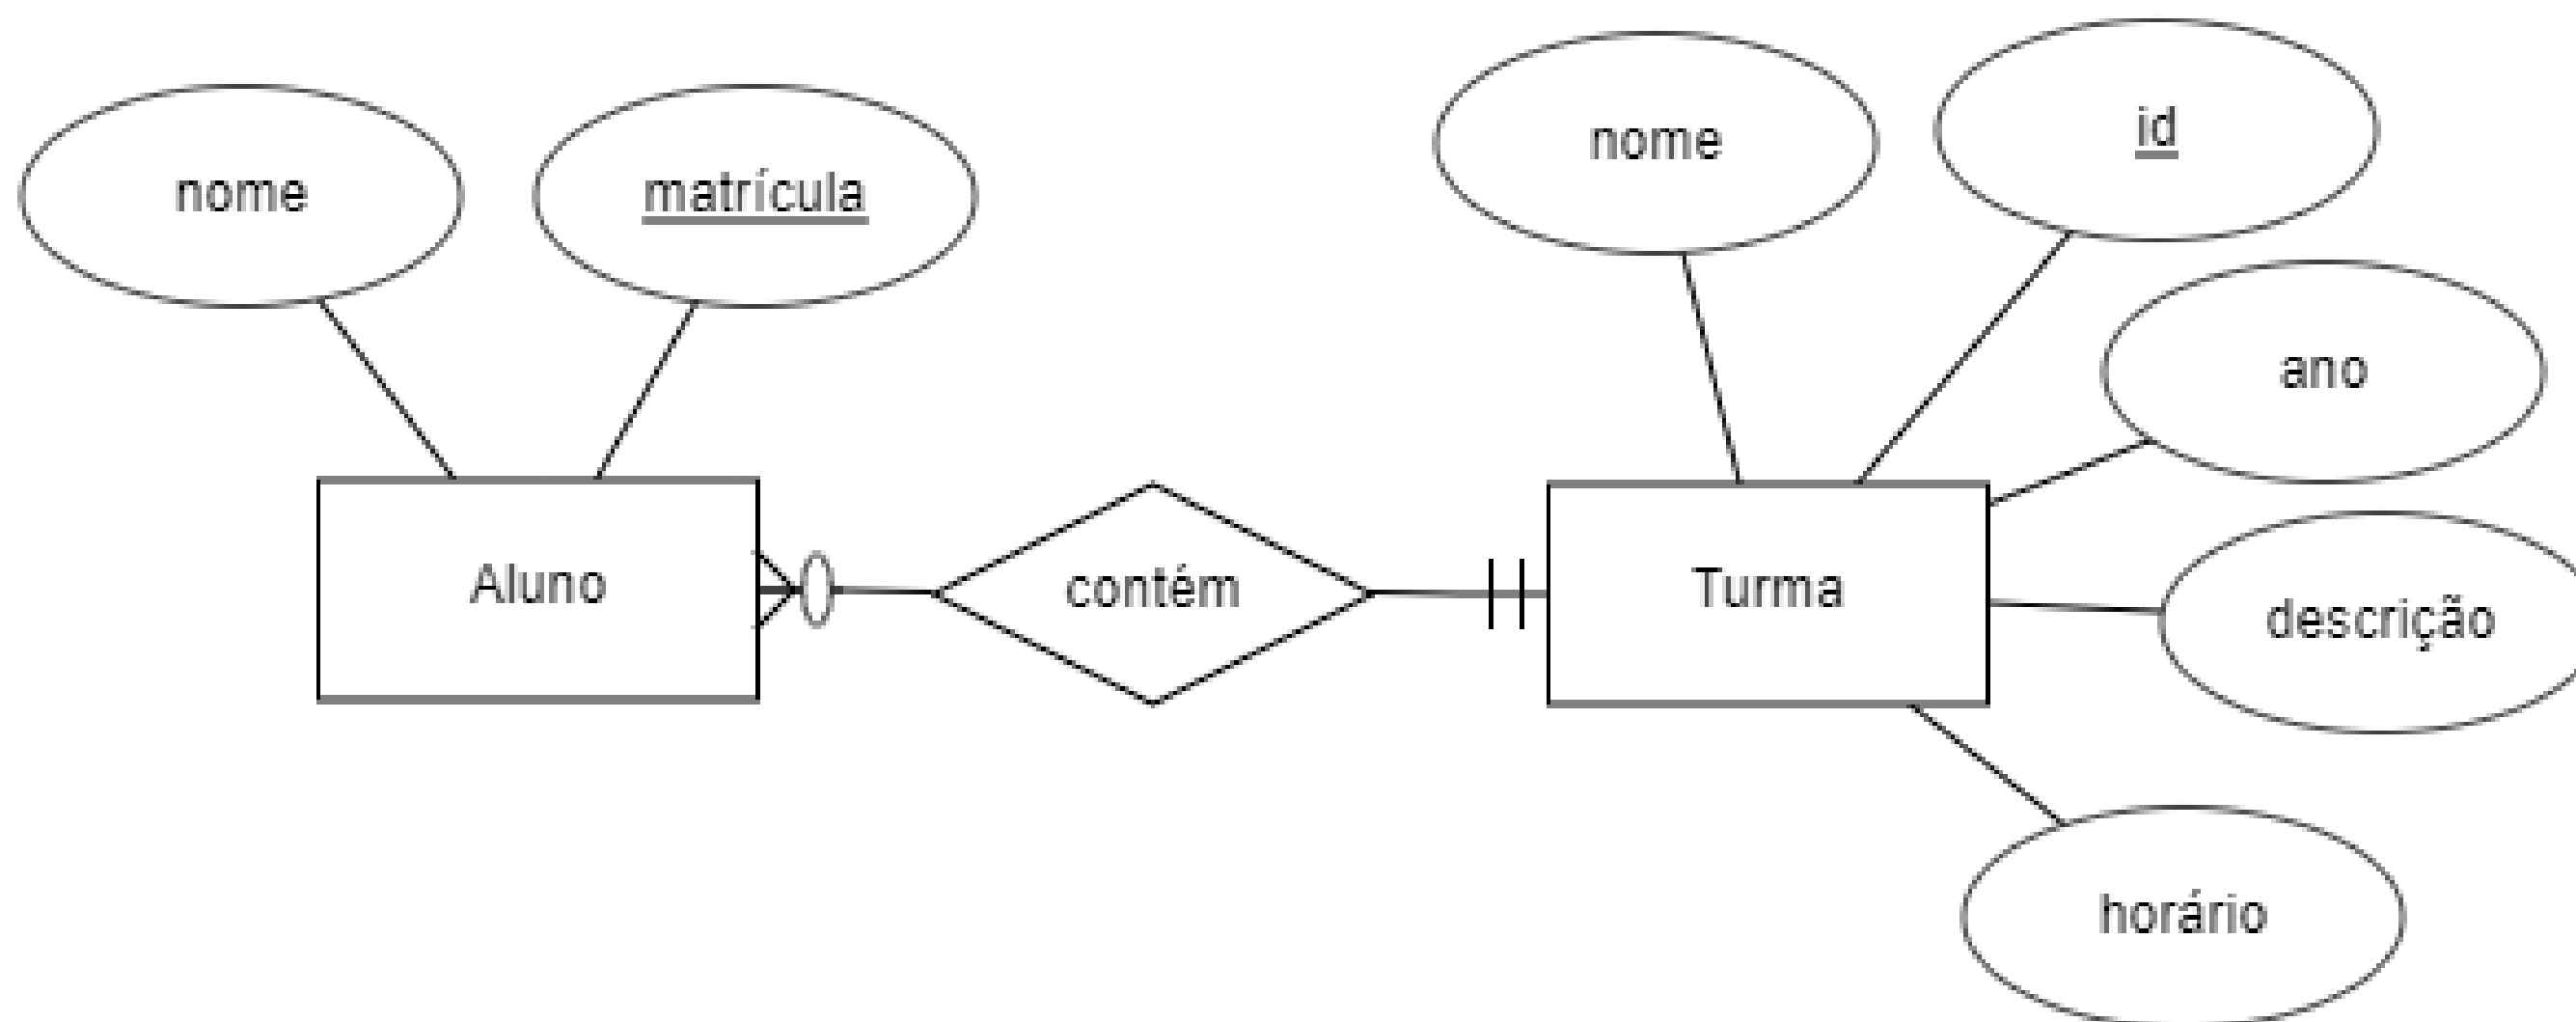 nome
matrícula
nome
id
ano
Aluno
contém
Turma
descrição
horário